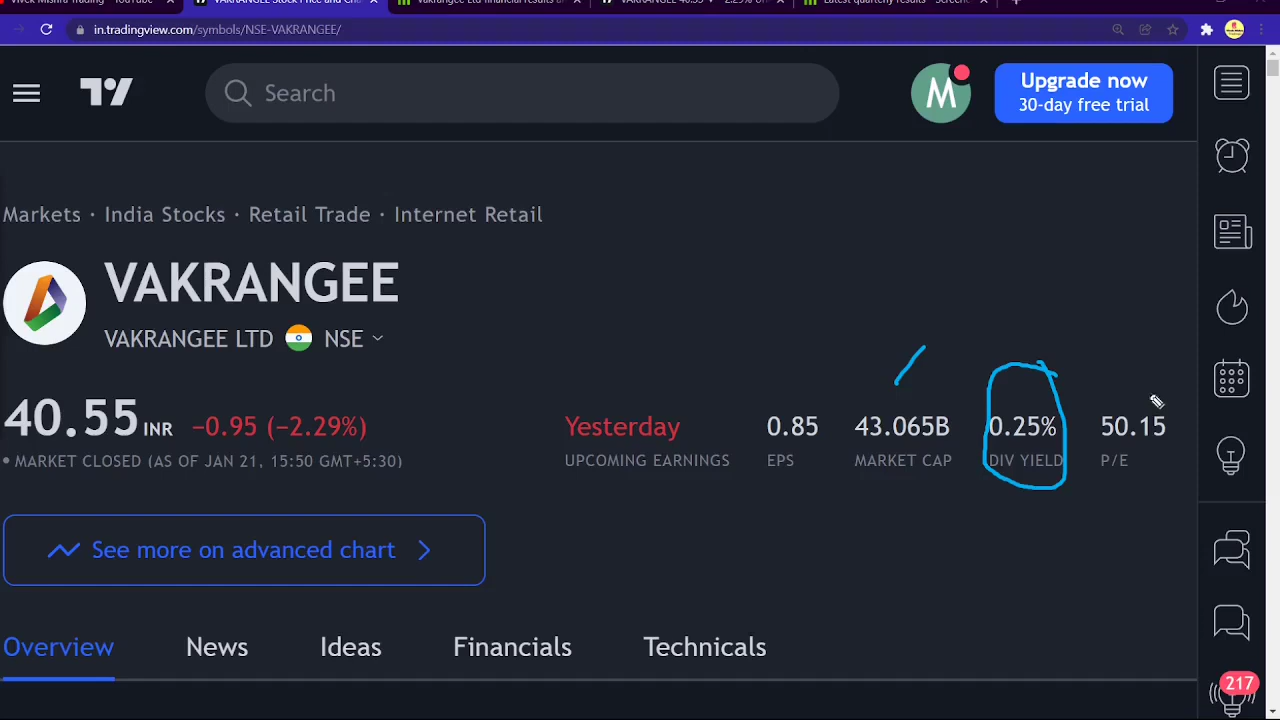 in.tradingview.com/symbols/NSE-VAKRANGEE/
Search
M
Upgrade now
30-day free trial
Markets · India Stocks · Retail Trade · Internet Retail
VAKRANGEE
VAKRANGEE LTD NSE
40.55 INR −0.95 (−2.29%)
Yesterday 0.85 43.065B 0.25% 50.15
• MARKET CLOSED (AS OF JAN 21, 15:50 GMT+5:30)
UPCOMING EARNINGS EPS MARKET CAP DIV YIELD P/E
See more on advanced chart
Overview News Ideas Financials Technicals
217